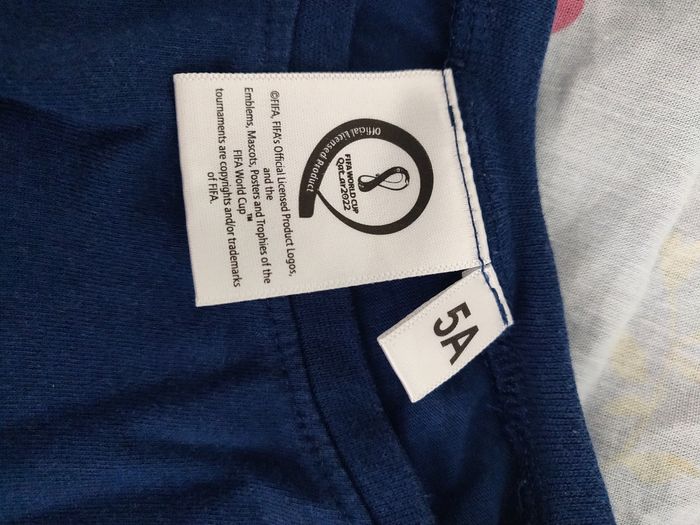 Official Licensed Product
FIFA WORLD CUP
Qatar2022
©FIFA, FIFA's Official Licensed Product Logos,
and the
Emblems, Mascots, Posters and Trophies of the
FIFA World Cup™
tournaments are copyrights and/or trademarks
of FIFA.
5A